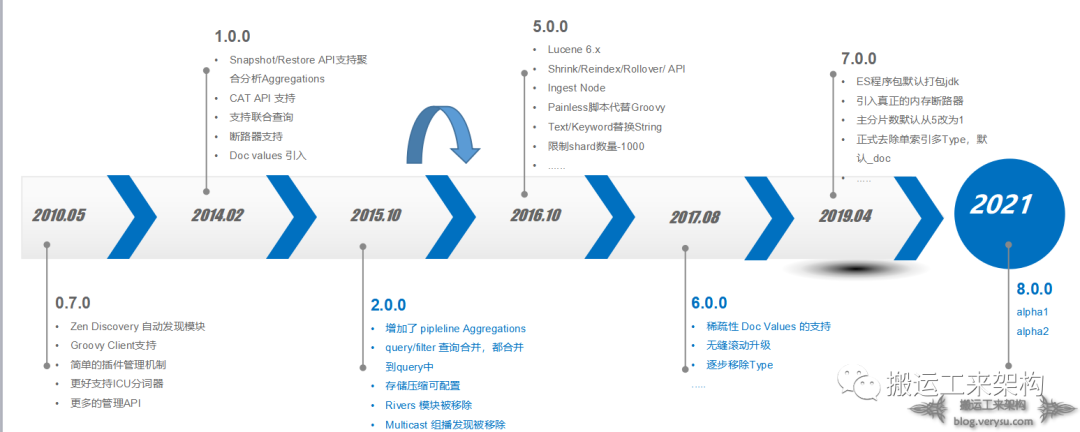 1.0.0
• Snapshot/Restore API支持聚
合分析Aggregations
• CAT API 支持
• 支持联合查询
• 断路器支持
• Doc values 引入
5.0.0
• Lucene 6.x
• Shrink/Reindex/Rollover/ API
• Ingest Node
• Painless脚本代替Groovy
• Text/Keyword替换String
• 限制shard数量-1000
• ......
7.0.0
• ES程序包默认打包jdk
• 引入真正的内存断路器
• 主分片数默认从5改为1
• 正式去除单索引多Type，默
认_doc
• .....
2010.05
2014.02
2015.10
2016.10
2017.08
2019.04
2021
0.7.0
• Zen Discovery 自动发现模块
• Groovy Client支持
• 简单的插件管理机制
• 更好支持ICU分词器
• 更多的管理API
2.0.0
• 增加了 pipleline Aggregations
• query/filter 查询合并，都合并
到query中
• 存储压缩可配置
• Rivers 模块被移除
• Multicast 组播发现被移除
6.0.0
• 稀疏性 Doc Values 的支持
• 无缝滚动升级
• 逐步移除Type
.....
8.0.0
alpha1
alpha2
搬运工来架构
搬运工来架构
blog.verysu.com